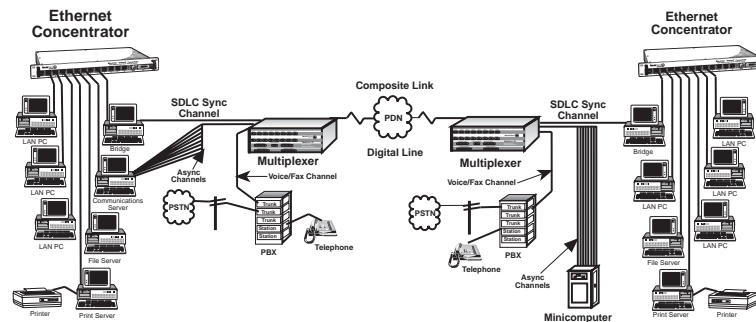 Ethernet
Concentrator
LAN PC
LAN PC
LAN PC
Bridge
Communications
Server
File Server
Printer
Print Server
SDLC Sync
Channel
Async
Channels
Multiplexer
Voice/Fax Channel
PSTN
Trunk
Trunk
Trunk
Station
Station
PBX
Telephone
Composite Link
PDN
Digital Line
Multiplexer
SDLC Sync
Channel
Voice/Fax Channel
PSTN
Trunk
Trunk
Trunk
Station
Station
PBX
Telephone
Async
Channels
Minicomputer
Ethernet
Concentrator
Bridge
LAN PC
LAN PC
LAN PC
LAN PC
File Server
Print Server
Printer